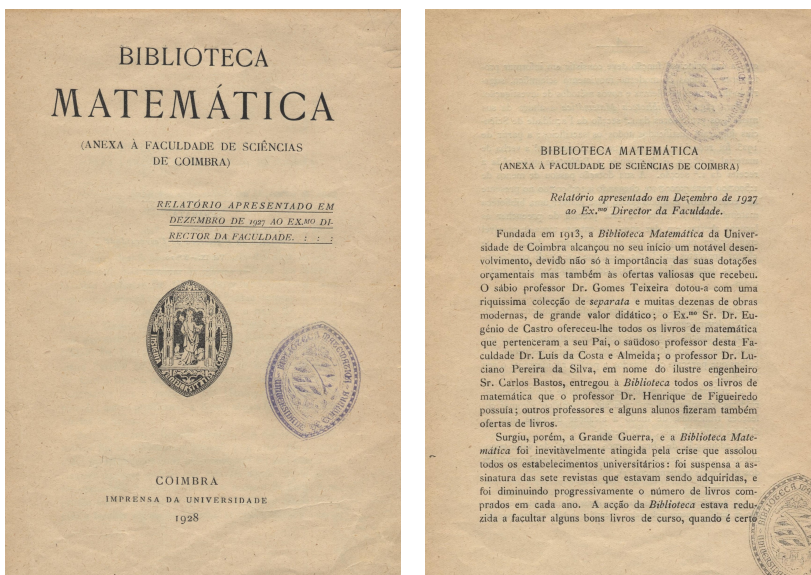 BIBLIOTECA
MATEMÁTICA
(ANEXA À FACULDADE DE SCIÊNCIAS
DE COIMBRA)
RELATÓRIO APRESENTADO EM
DEZEMBRO DE 1927 AO EX.MO DI-
RECTOR DA FACULDADE. : : :
COIMBRA
IMPRENSA DA UNIVERSIDADE
1928
BIBLIOTECA MATEMÁTICA
(ANEXA À FACULDADE DE SCIÊNCIAS DE COIMBRA)
Relatório apresentado em Dezembro de 1927
ao Ex.mo Director da Faculdade.
Fundada em 1913, a Biblioteca Matemática da Univer-
sidade de Coimbra alcançou no seu início um notável desen-
volvimento, devido não só à importância das suas dotações
orçamentais mas também às ofertas valiosas que recebeu.
O sábio professor Dr. Gomes Teixeira dotou-a com uma
riquíssima colecção de separata e muitas dezenas de obras
modernas, de grande valor didático; o Ex.mo Sr. Dr. Eu-
génio de Castro ofereceu-lhe todos os livros de matemática
que pertenceram a seu Pai, o saüdoso professor desta Fa-
culdade Dr. Luís da Costa e Almeida; o professor Dr. Lu-
ciano Pereira da Silva, em nome do ilustre engenheiro
Sr. Carlos Bastos, entregou à Biblioteca todos os livros de
matemática que o professor Dr. Henrique de Figueiredo
possuía; outros professores e alguns alunos fizeram também
ofertas de livros.
Surgiu, porém, a Grande Guerra, e a Biblioteca Mate-
mática foi inevitàvelmente atingida pela crise que assolou
todos os estabelecimentos universitários: foi suspensa a as-
sinatura das sete revistas que estavam sendo adquiridas, e
foi diminuindo progressivamente o número de livros com-
prados em cada ano. A acção da Biblioteca estava redu-
zida a facultar alguns bons livros de curso, quando é certo